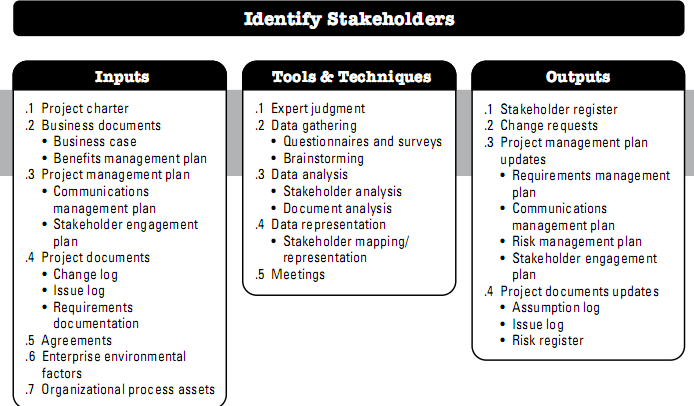 Identify Stakeholders
Inputs
.1 Project charter
.2 Business documents
• Business case
• Benefits management plan
.3 Project management plan
• Communications
management plan
• Stakeholder engagement
plan
.4 Project documents
• Change log
• Issue log
• Requirements
documentation
.5 Agreements
.6 Enterprise environmental
factors
.7 Organizational process assets
Tools & Techniques
.1 Expert judgment
.2 Data gathering
• Questionnaires and surveys
• Brainstorming
.3 Data analysis
• Stakeholder analysis
• Document analysis
.4 Data representation
• Stakeholder mapping/
representation
.5 Meetings
Outputs
.1 Stakeholder register
.2 Change requests
.3 Project management plan
updates
• Requirements management
plan
• Communications
management plan
• Risk management plan
• Stakeholder engagement
plan
.4 Project documents updates
• Assumption log
• Issue log
• Risk register